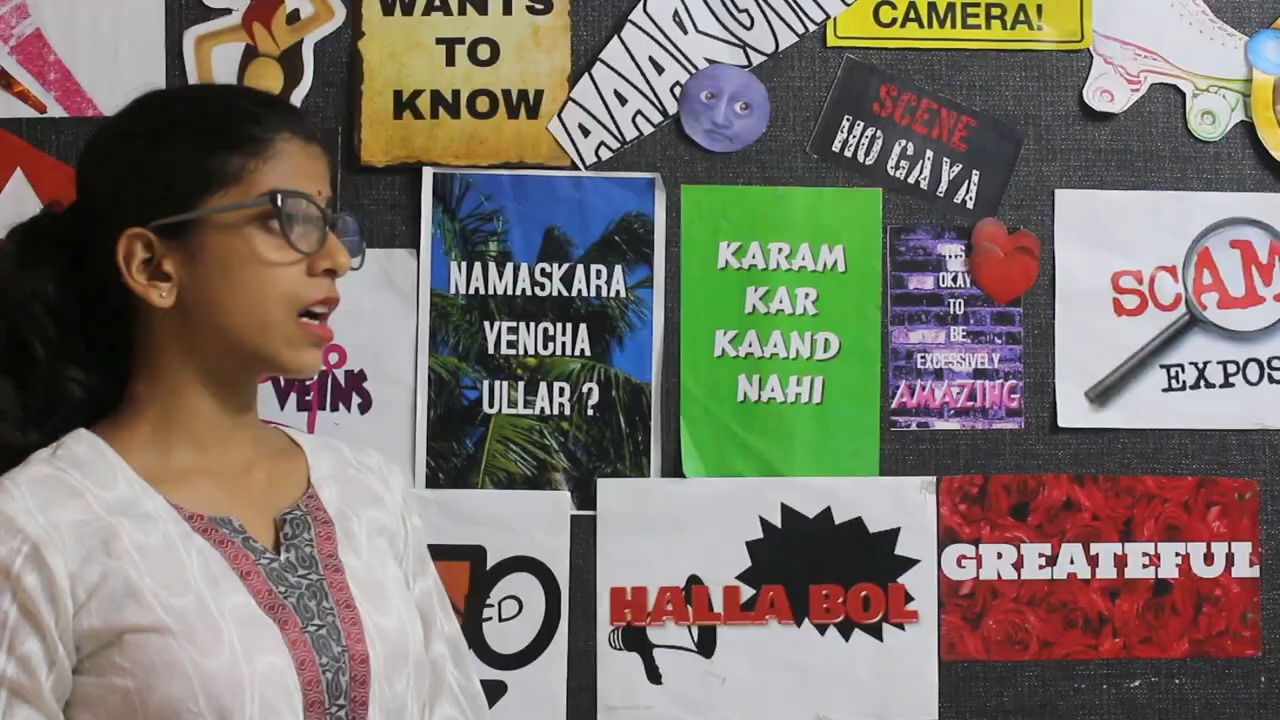 WANTS
TO
KNOW
CAMERA!
SCENE
HO GAYA
NAMASKARA
YENCHA
ULLAR ?
KARAM
KAR
KAAND
NAHI
OKAY
TO
BE
EXCESSIVELY
AMAZING
SCAM
EXPOS
VEINS
HALLA BOL
GREATEFUL